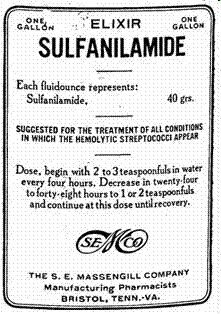 ONE GALLON ELIXIR ONE GALLON
SULFANILAMIDE
Each fluidounce represents:
Sulfanilamide, 40 grs.
SUGGESTED FOR THE TREATMENT OF ALL CONDITIONS
IN WHICH THE HEMOLYTIC STREPTOCOCCI APPEAR
Dose, begin with 2 to 3 teaspoonfuls in water
every four hours. Decrease in twenty-four
to forty-eight hours to 1 or 2 teaspoonfuls
and continue at this dose until recovery.
SEMCO
THE S. E. MASSENGILL COMPANY
Manufacturing Pharmacists
BRISTOL, TENN.-VA.